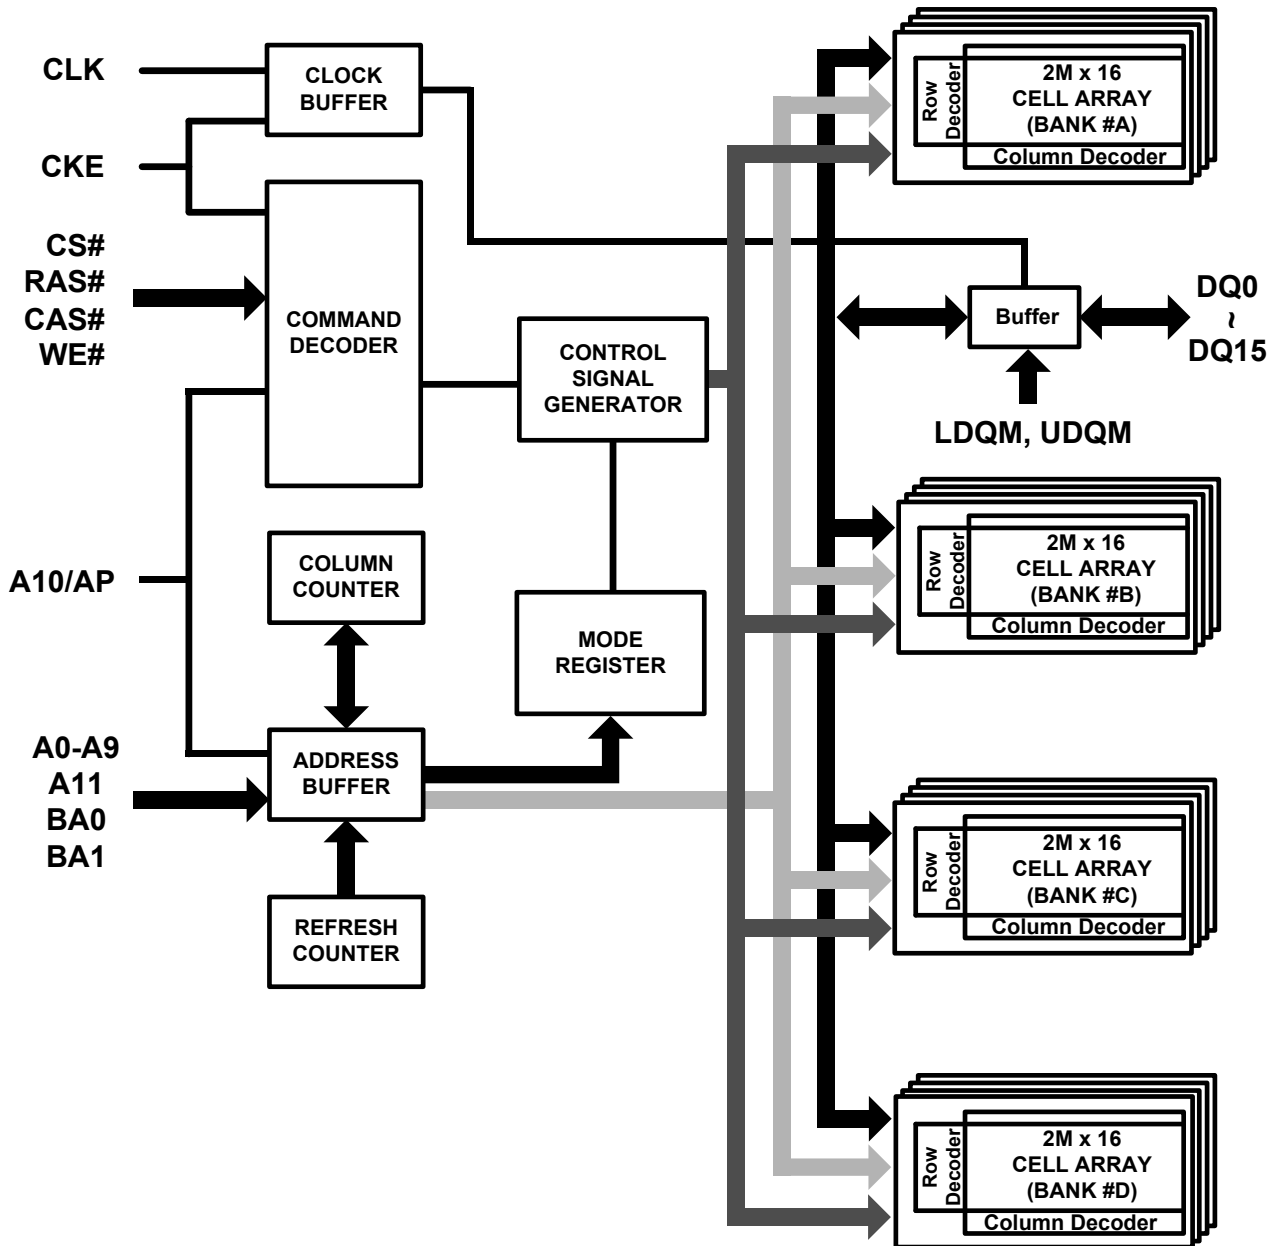 CLK
CKE
CS#
RAS#
CAS#
WE#
A10/AP
A0-A9
A11
BA0
BA1
CLOCK
BUFFER
COMMAND
DECODER
COLUMN
COUNTER
ADDRESS
BUFFER
REFRESH
COUNTER
CONTROL
SIGNAL
GENERATOR
MODE
REGISTER
Row
Decoder
2M x 16
CELL ARRAY
(BANK #A)
Column Decoder
Buffer
DQ0
~
DQ15
LDQM, UDQM
Row
Decoder
2M x 16
CELL ARRAY
(BANK #B)
Column Decoder
Row
Decoder
2M x 16
CELL ARRAY
(BANK #C)
Column Decoder
Row
Decoder
2M x 16
CELL ARRAY
(BANK #D)
Column Decoder